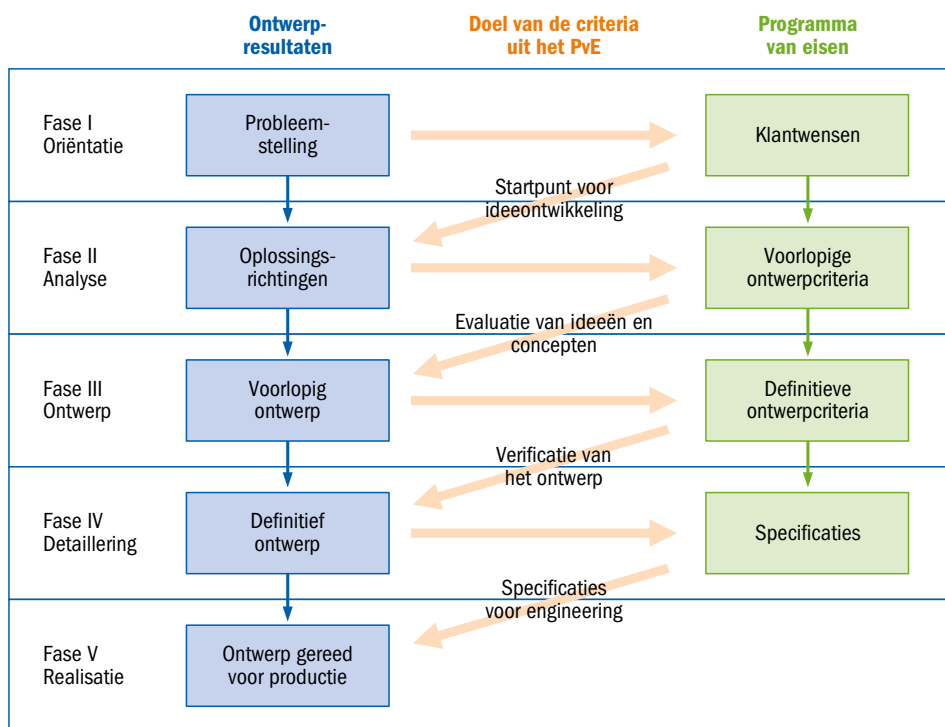 Ontwerp-
resultaten
Doel van de criteria
uit het PvE
Programma
van eisen
Fase I
Oriëntatie
Probleem-
stelling
Klantwensen
Startpunt voor
ideeontwikkeling
Fase II
Analyse
Oplossings-
richtingen
Voorlopige
ontwerpcriteria
Evaluatie van ideeën en
concepten
Fase III
Ontwerp
Voorlopig
ontwerp
Definitieve
ontwerpcriteria
Verificatie van
het ontwerp
Fase IV
Detaillering
Definitief
ontwerp
Specificaties
Specificaties
voor engineering
Fase V
Realisatie
Ontwerp gereed
voor productie